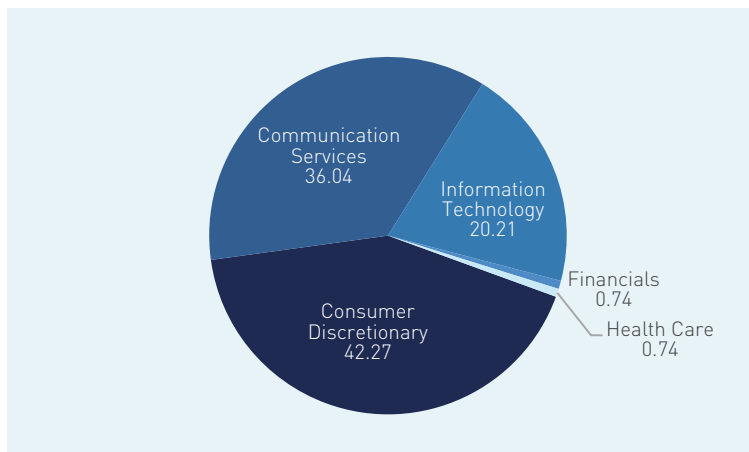 Communication
Services
36.04
Information
Technology
20.21
Financials
0.74
Health Care
0.74
Consumer
Discretionary
42.27